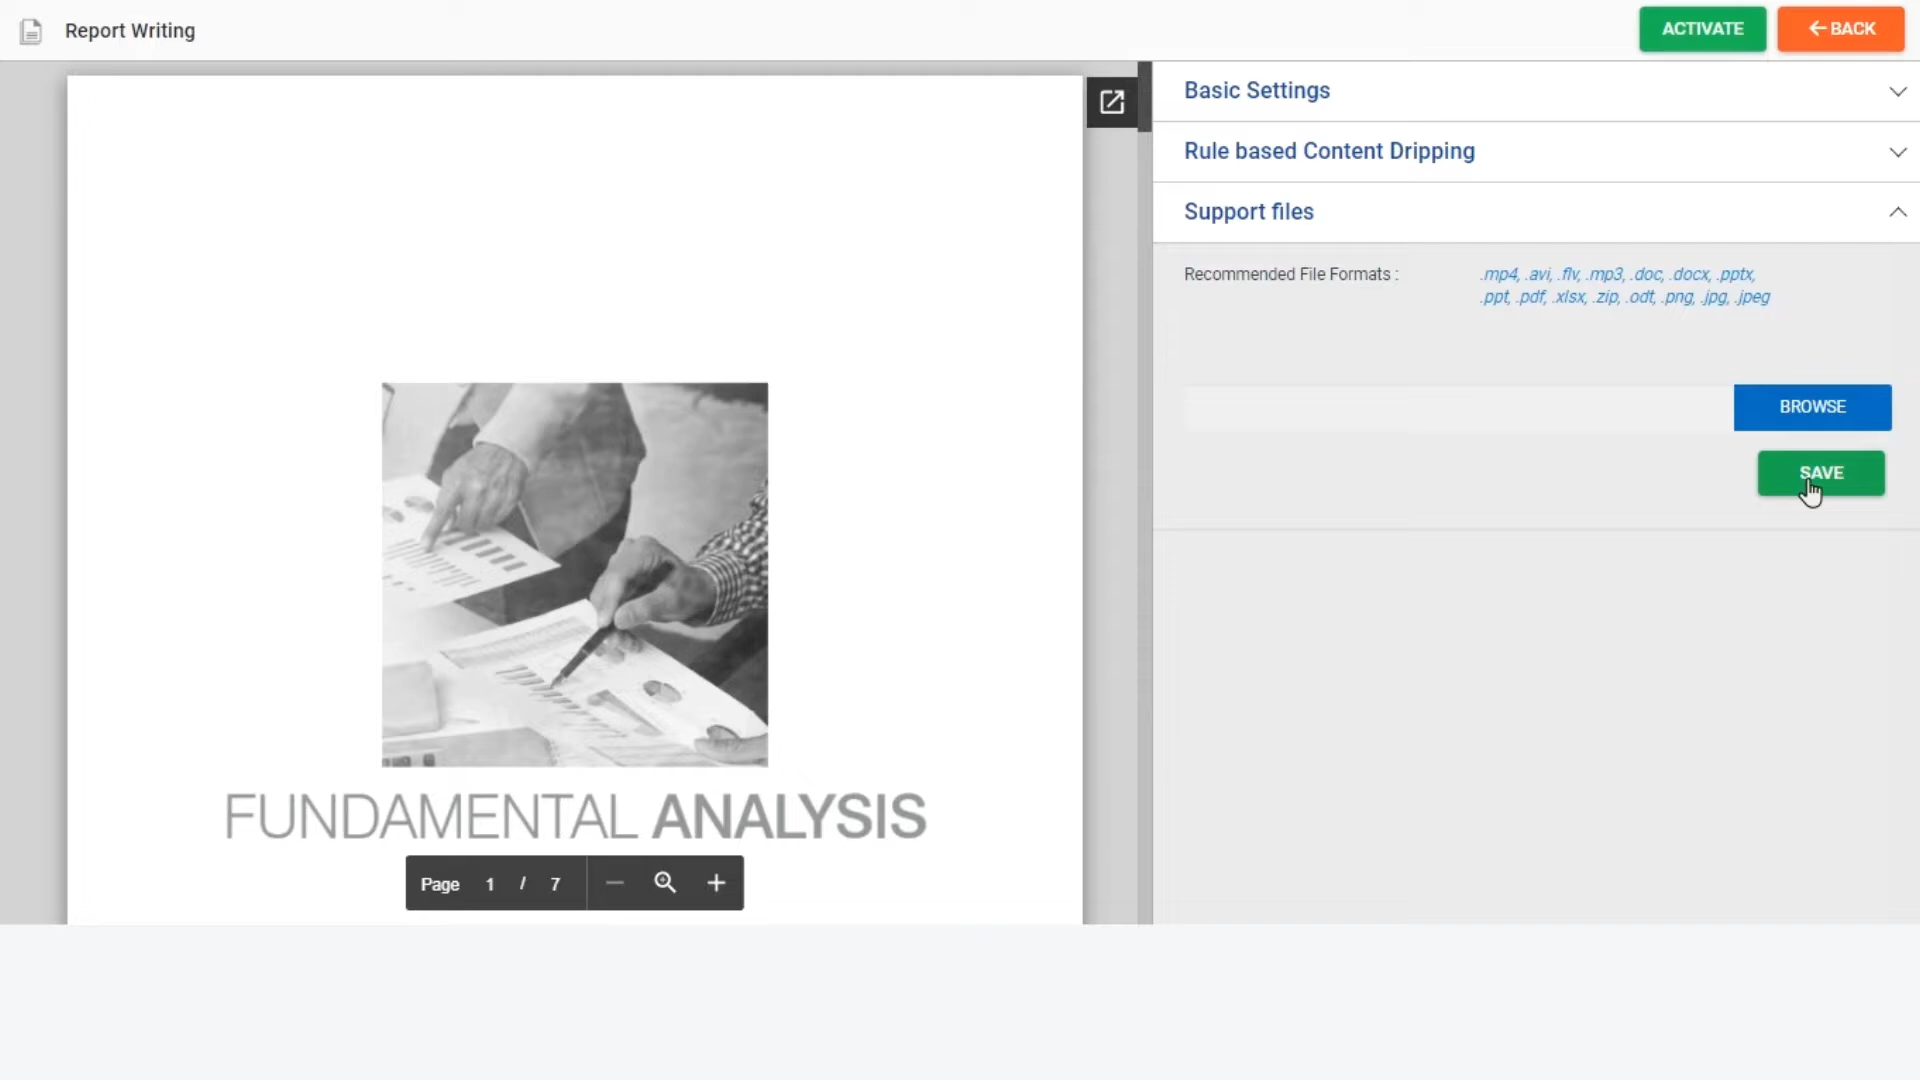 Report Writing
ACTIVATE
BACK
Basic Settings
Rule based Content Dripping
Support files
Recommended File Formats :
.mp4, .avi, .flv, .mp3, .doc, .docx, .pptx,
.ppt, .pdf, .xlsx, .zip, .odt, .png, .jpg, .jpeg
BROWSE
SAVE
FUNDAMENTAL ANALYSIS
Page 1 / 7